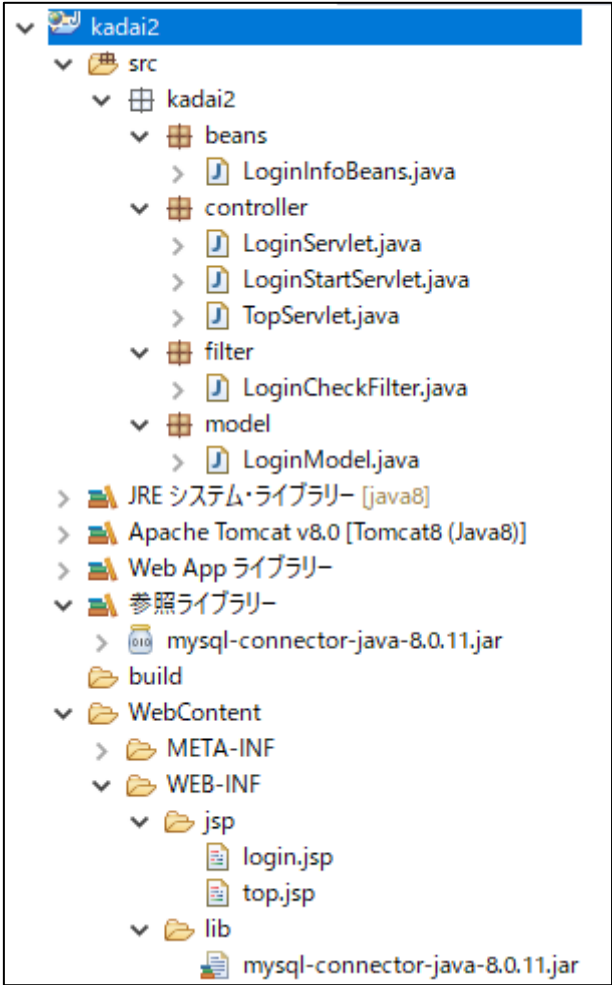 kadai2
src
kadai2
beans
LoginInfoBeans.java
controller
LoginServlet.java
LoginStartServlet.java
TopServlet.java
filter
LoginCheckFilter.java
model
LoginModel.java
JRE システム・ライブラリー [java8]
Apache Tomcat v8.0 [Tomcat8 (Java8)]
Web App ライブラリー
参照ライブラリー
mysql-connector-java-8.0.11.jar
build
WebContent
META-INF
WEB-INF
jsp
login.jsp
top.jsp
lib
mysql-connector-java-8.0.11.jar